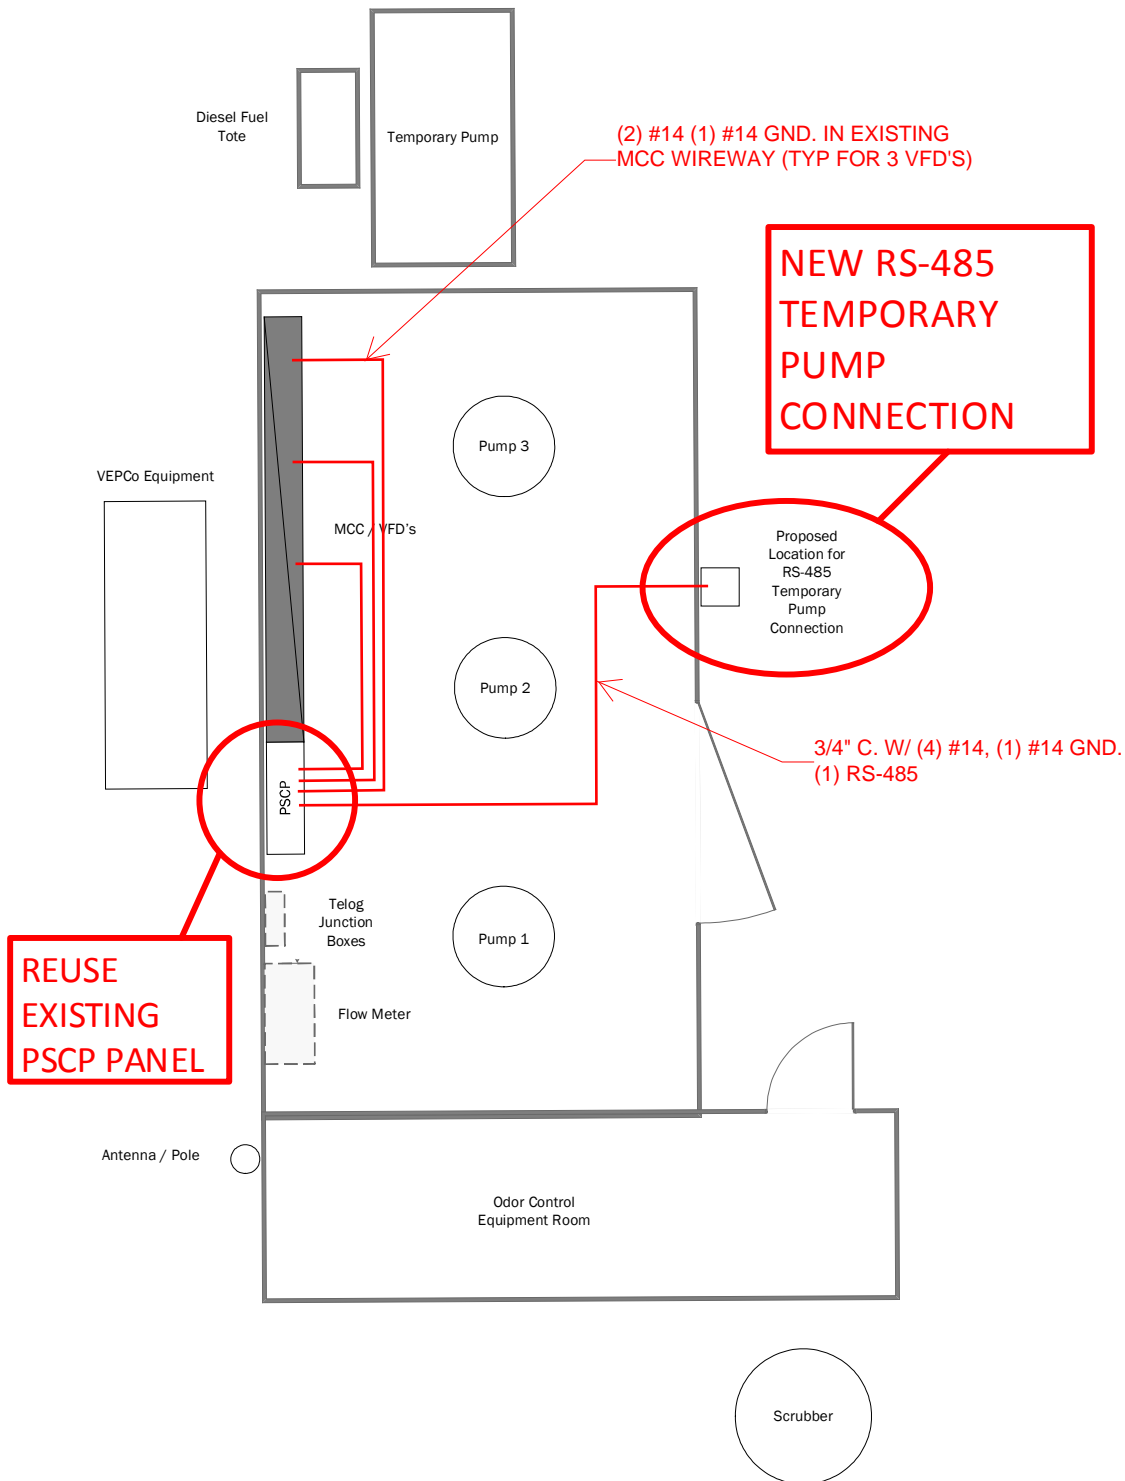 Diesel Fuel
Tote
Temporary Pump
(2) #14 (1) #14 GND. IN EXISTING
MCC WIREWAY (TYP FOR 3 VFD'S)
NEW RS-485
TEMPORARY
PUMP
CONNECTION
Pump 3
VEPCo Equipment
MCC / VFD's
Proposed
Location for
RS-485
Temporary
Pump
Connection
Pump 2
3/4" C. W/ (4) #14, (1) #14 GND.
(1) RS-485
PSCP
Telog
Junction
Boxes
Pump 1
REUSE
EXISTING
PSCP PANEL
Flow Meter
Antenna / Pole
Odor Control
Equipment Room
Scrubber